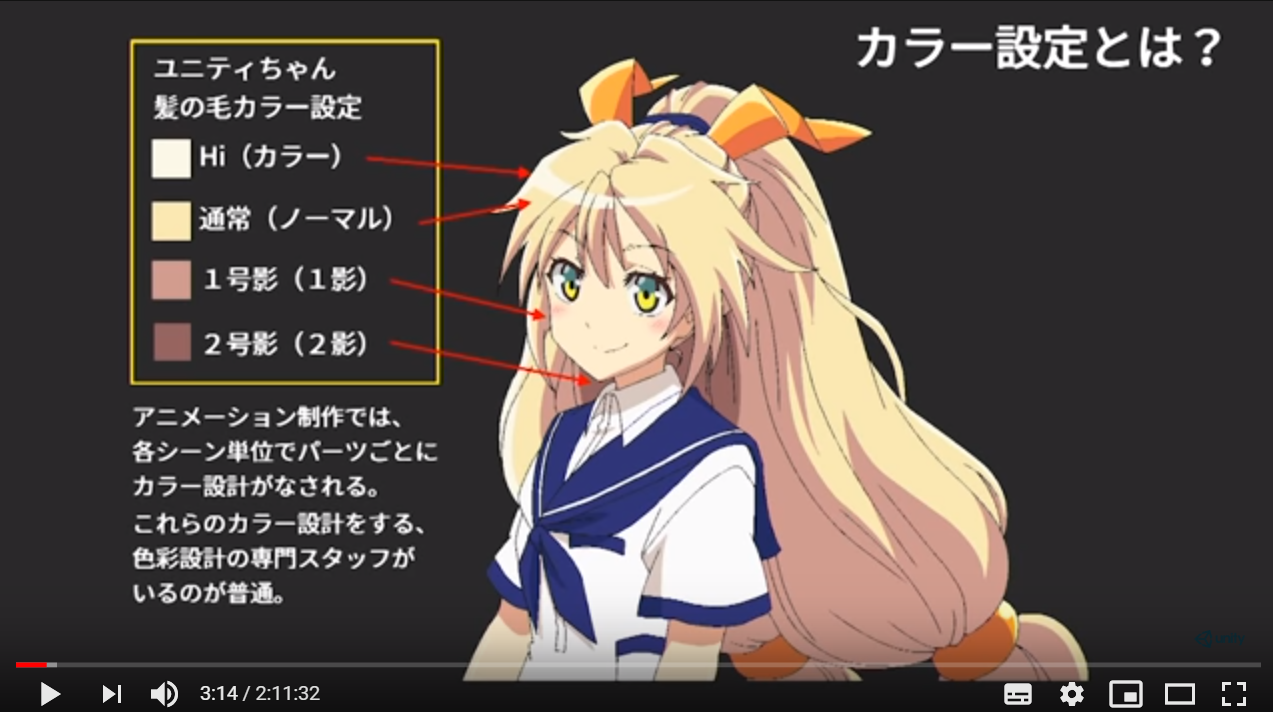 カラー設定とは？
ユニティちゃん
髪の毛カラー設定
Hi（カラー）
通常（ノーマル）
１号影（１影）
２号影（２影）
アニメーション制作では、
各シーン単位でパーツごとに
カラー設計がなされる。
これらのカラー設計をする、
色彩設計の専門スタッフが
いるのが普通。
3:14 / 2:11:32